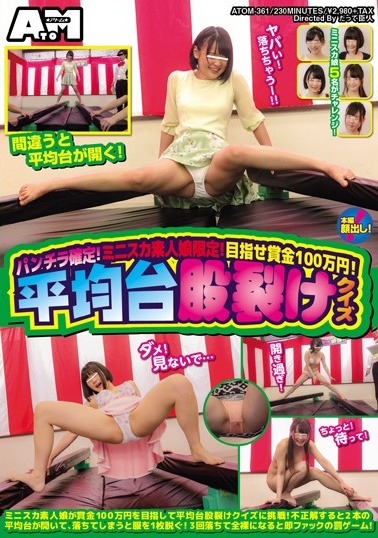 ATOM-361/230MINUTES/¥2,980+TAX
Directed By たって臣人
AToM
ヤバい…
落ちちゃう…!!
ミニスカ娘5名がチャレンジ!
間違うと
平均台が開く!
本編顔出し!
パンチラ確定!ミニスカ素人娘限定!目指せ賞金100万円!
平均台股裂けクイズ
ダメ!
見ないで…
開き過ぎ!
ちょっと!
待って!
ミニスカ素人娘が賞金100万円を目指して平均台股裂けクイズに挑戦!不正解すると2本の
平均台が開いて、落ちてしまうと服を1枚脱ぐ!3回落ちて全裸になると即ファックの罰ゲーム!